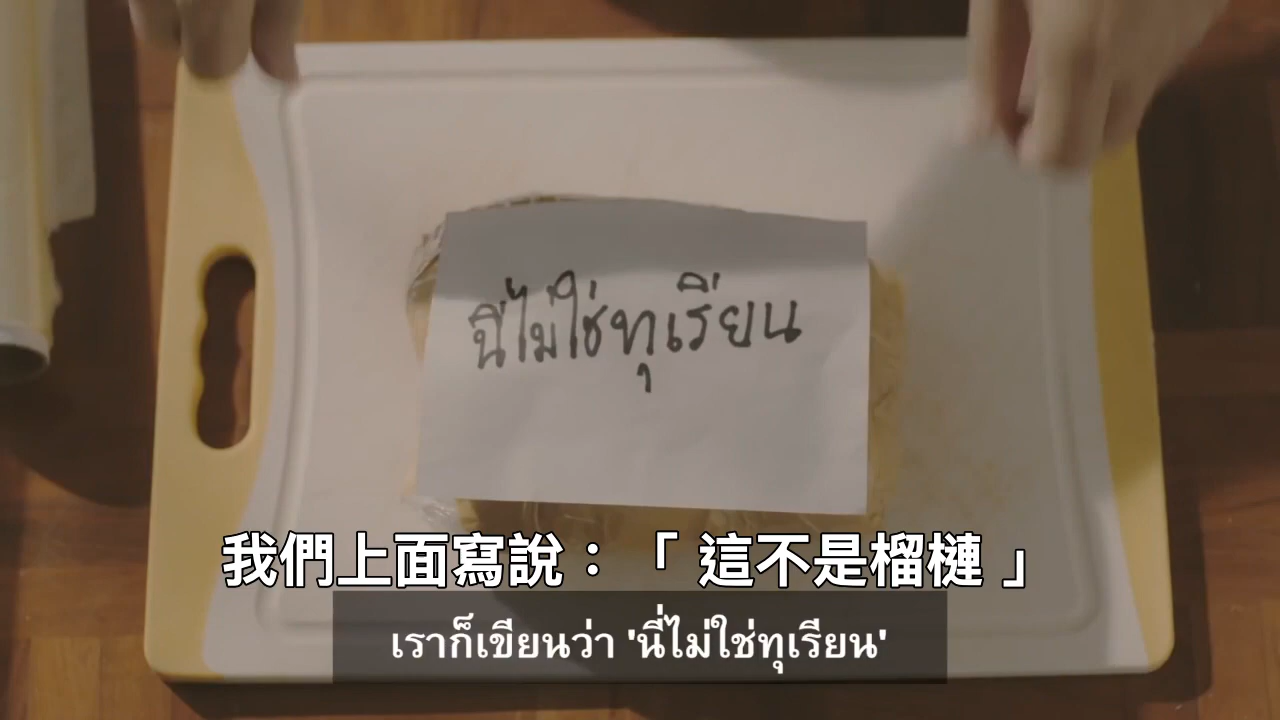 นี่ไม่ใช่ทุเรียน
我們上面寫說：「 這不是榴槤 」
เราก็เขียนว่า 'นี่ไม่ใช่ทุเรียน'